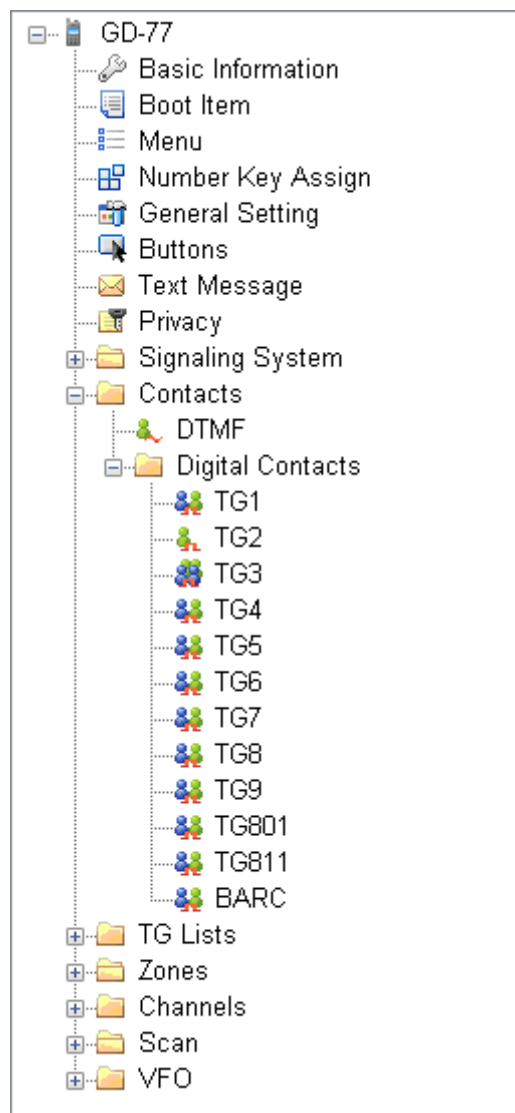 GD-77
Basic Information
Boot Item
Menu
Number Key Assign
General Setting
Buttons
Text Message
Privacy
Signaling System
Contacts
DTMF
Digital Contacts
TG1
TG2
TG3
TG4
TG5
TG6
TG7
TG8
TG9
TG801
TG811
BARC
TG Lists
Zones
Channels
Scan
VFO